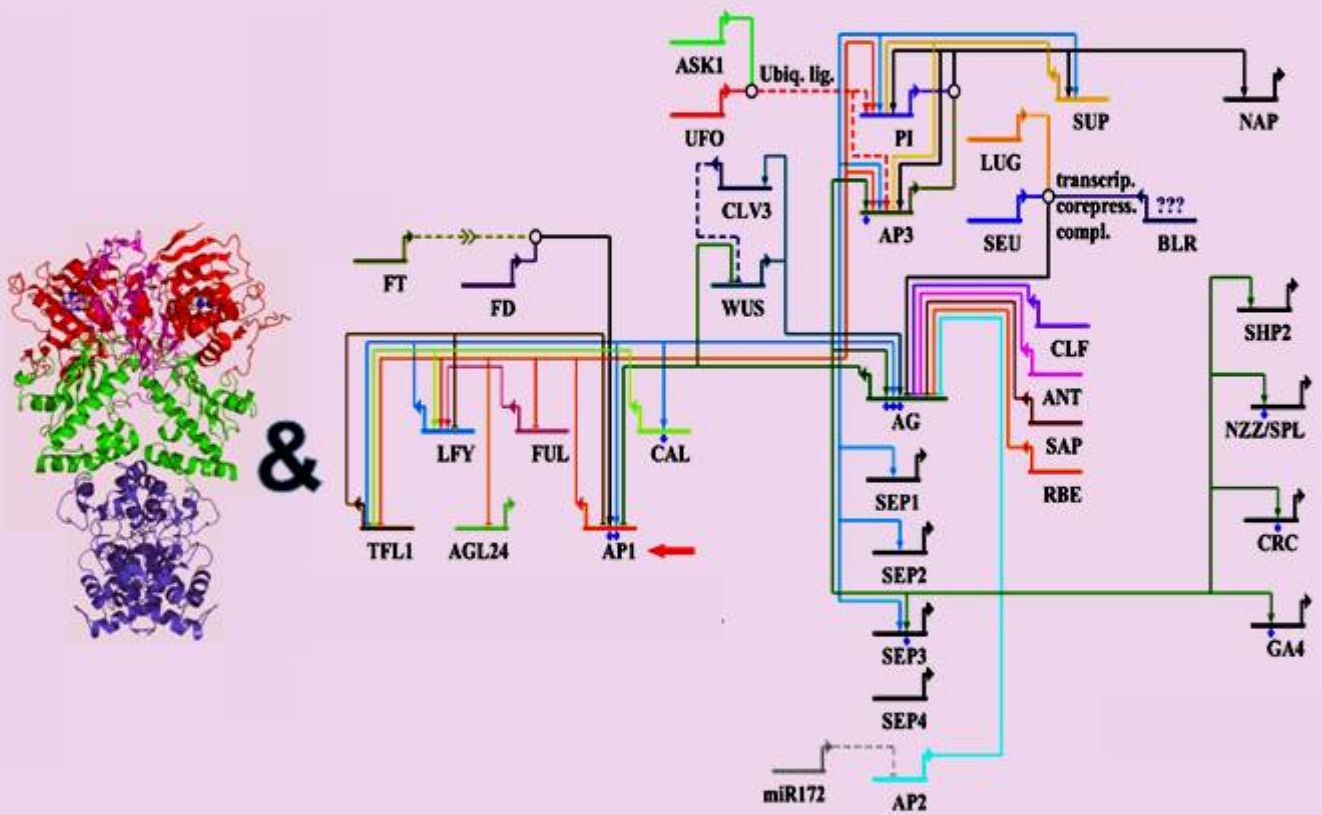 ASK1
Ubiq. lig.
UFO
PI
SUP
NAP
LUG
CLV3
transcrip.
corepress.
compl.
AP3
SEU
???
BLR
FT
FD
WUS
SHP2
CLF
ANT
AG
NZZ/SPL
SAP
LFY
FUL
CAL
RBE
&
SEP1
TFL1
AGL24
AP1
CRC
SEP2
SEP3
GA4
SEP4
miR172
AP2